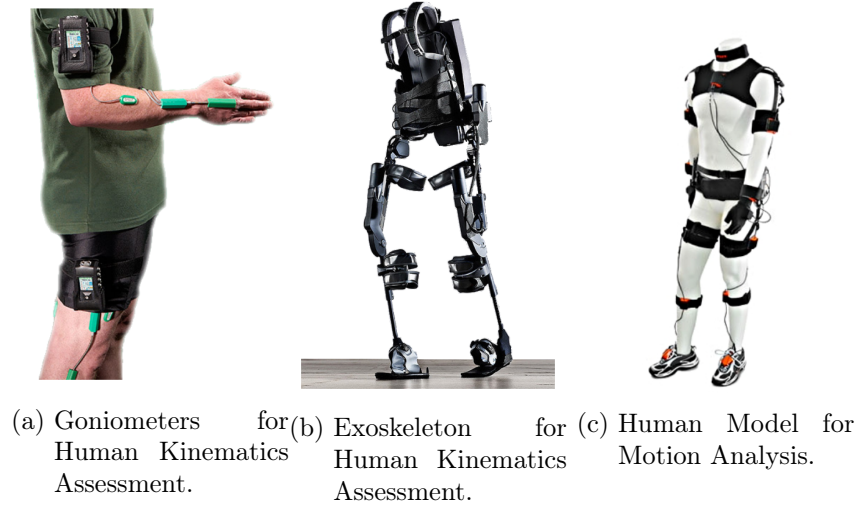 (a) Goniometers for
Human Kinematics
Assessment.
(b) Exoskeleton for
Human Kinematics
Assessment.
(c) Human Model for
Motion Analysis.